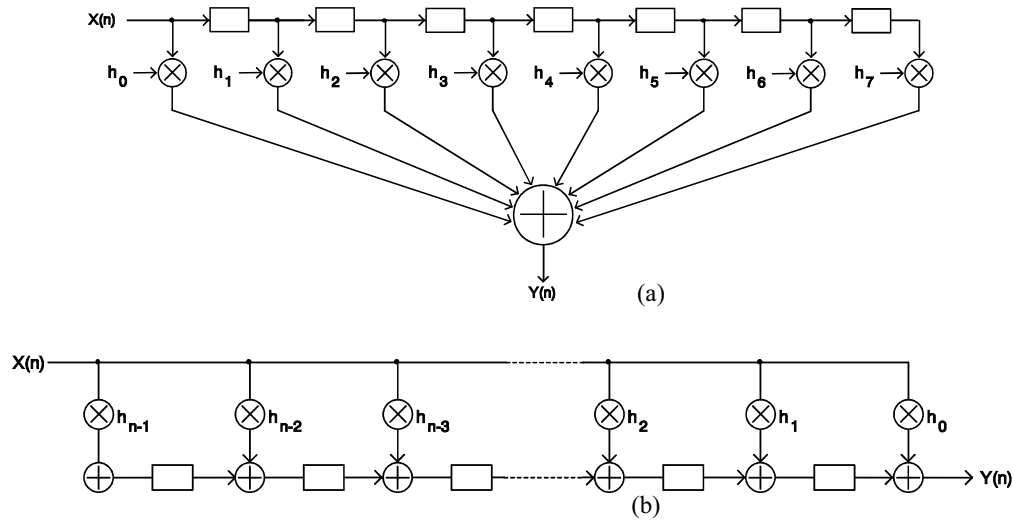 X(n)
h0 h1 h2 h3 h4 h5 h6 h7
Y(n)
(a)
X(n)
hn-1 hn-2 hn-3 h2 h1 h0
Y(n)
(b)